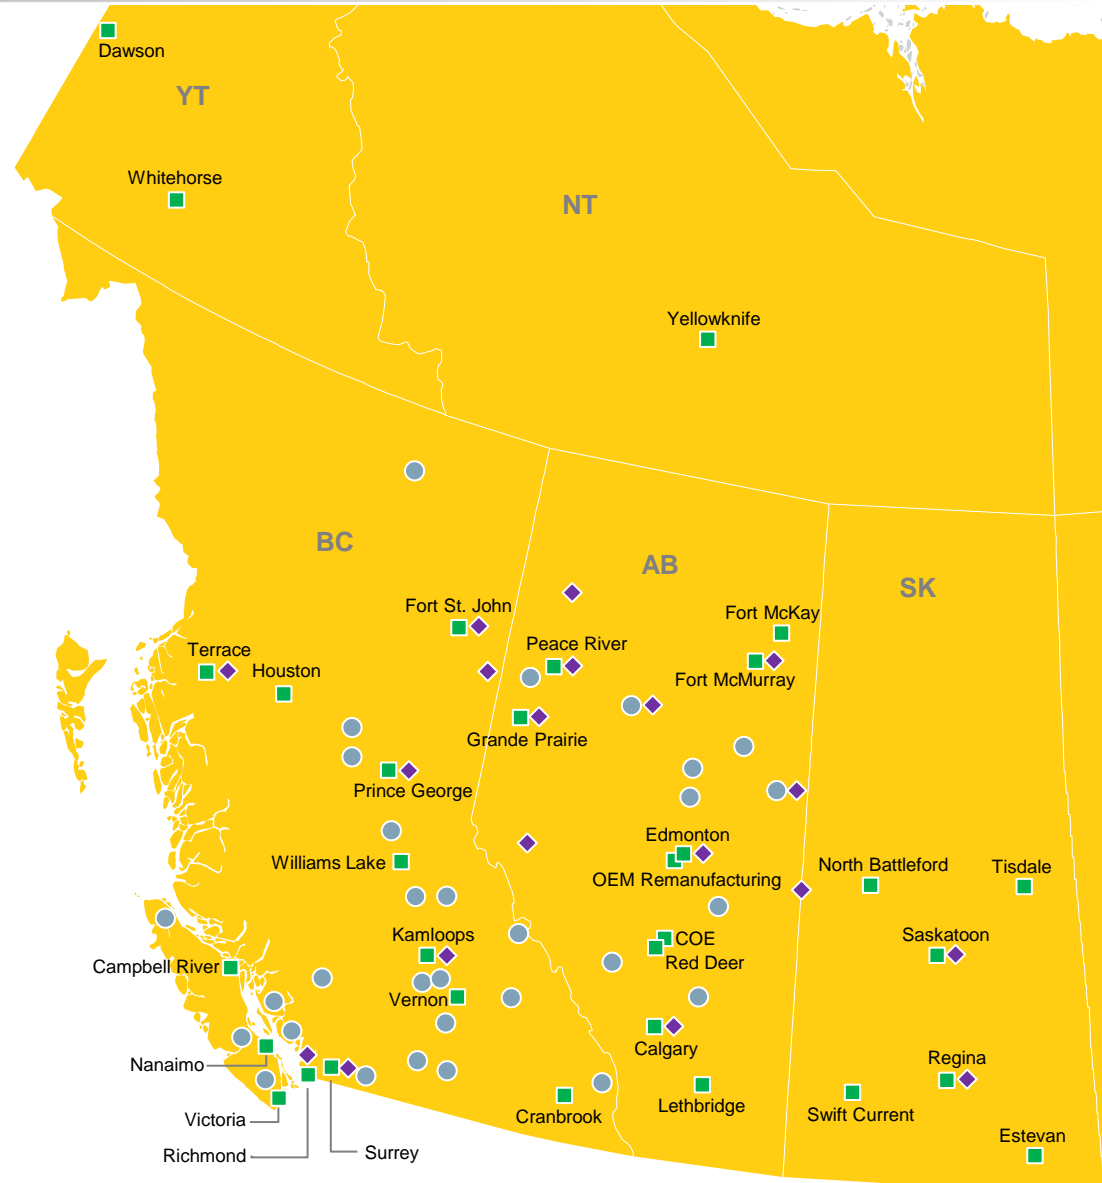 Dawson
YT
Whitehorse
NT
Yellowknife
BC
AB
SK
Fort St. John
Fort McKay
Peace River
Terrace
Houston
Fort McMurray
Grande Prairie
Prince George
Edmonton
Williams Lake
OEM Remanufacturing
North Battleford
Tisdale
Kamloops
COE
Saskatoon
Campbell River
Red Deer
Vernon
Calgary
Nanaimo
Regina
Lethbridge
Victoria
Cranbrook
Swift Current
Richmond
Surrey
Estevan